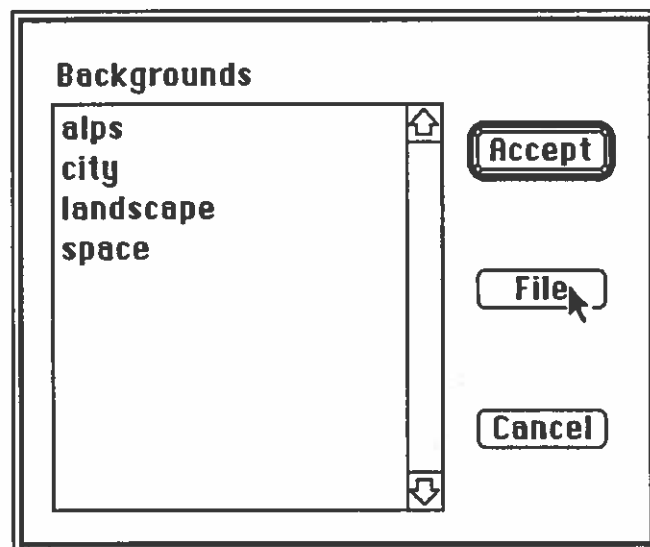 Backgrounds
alps
city
landscape
space
Accept
File
Cancel